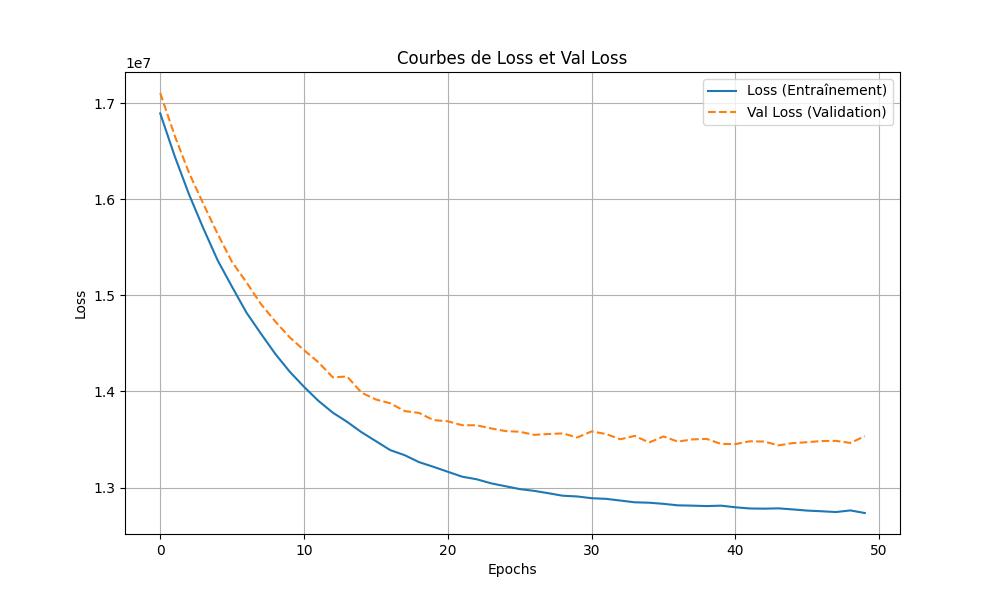 Courbes de Loss et Val Loss
1e7
Loss (Entraînement)
Val Loss (Validation)
1.7
1.6
1.5
1.4
1.3
Loss
0 10 20 30 40 50
Epochs